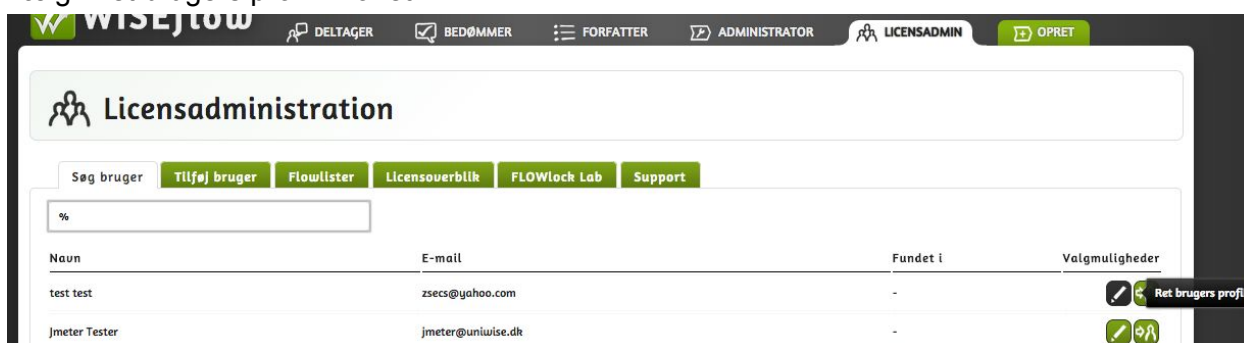 WISEflow DELTAGER BEDØMMER FORFATTER ADMINISTRATOR LICENSADMIN OPRET
Licensadministration
Søg bruger Tilføj bruger Flowlister Licensoverblik FLOWlock Lab Support
%
Navn E-mail Fundet i Valgmuligheder
test test zsecs@yahoo.com - Ret brugers profil
Jmeter Tester jmeter@uniwise.dk -